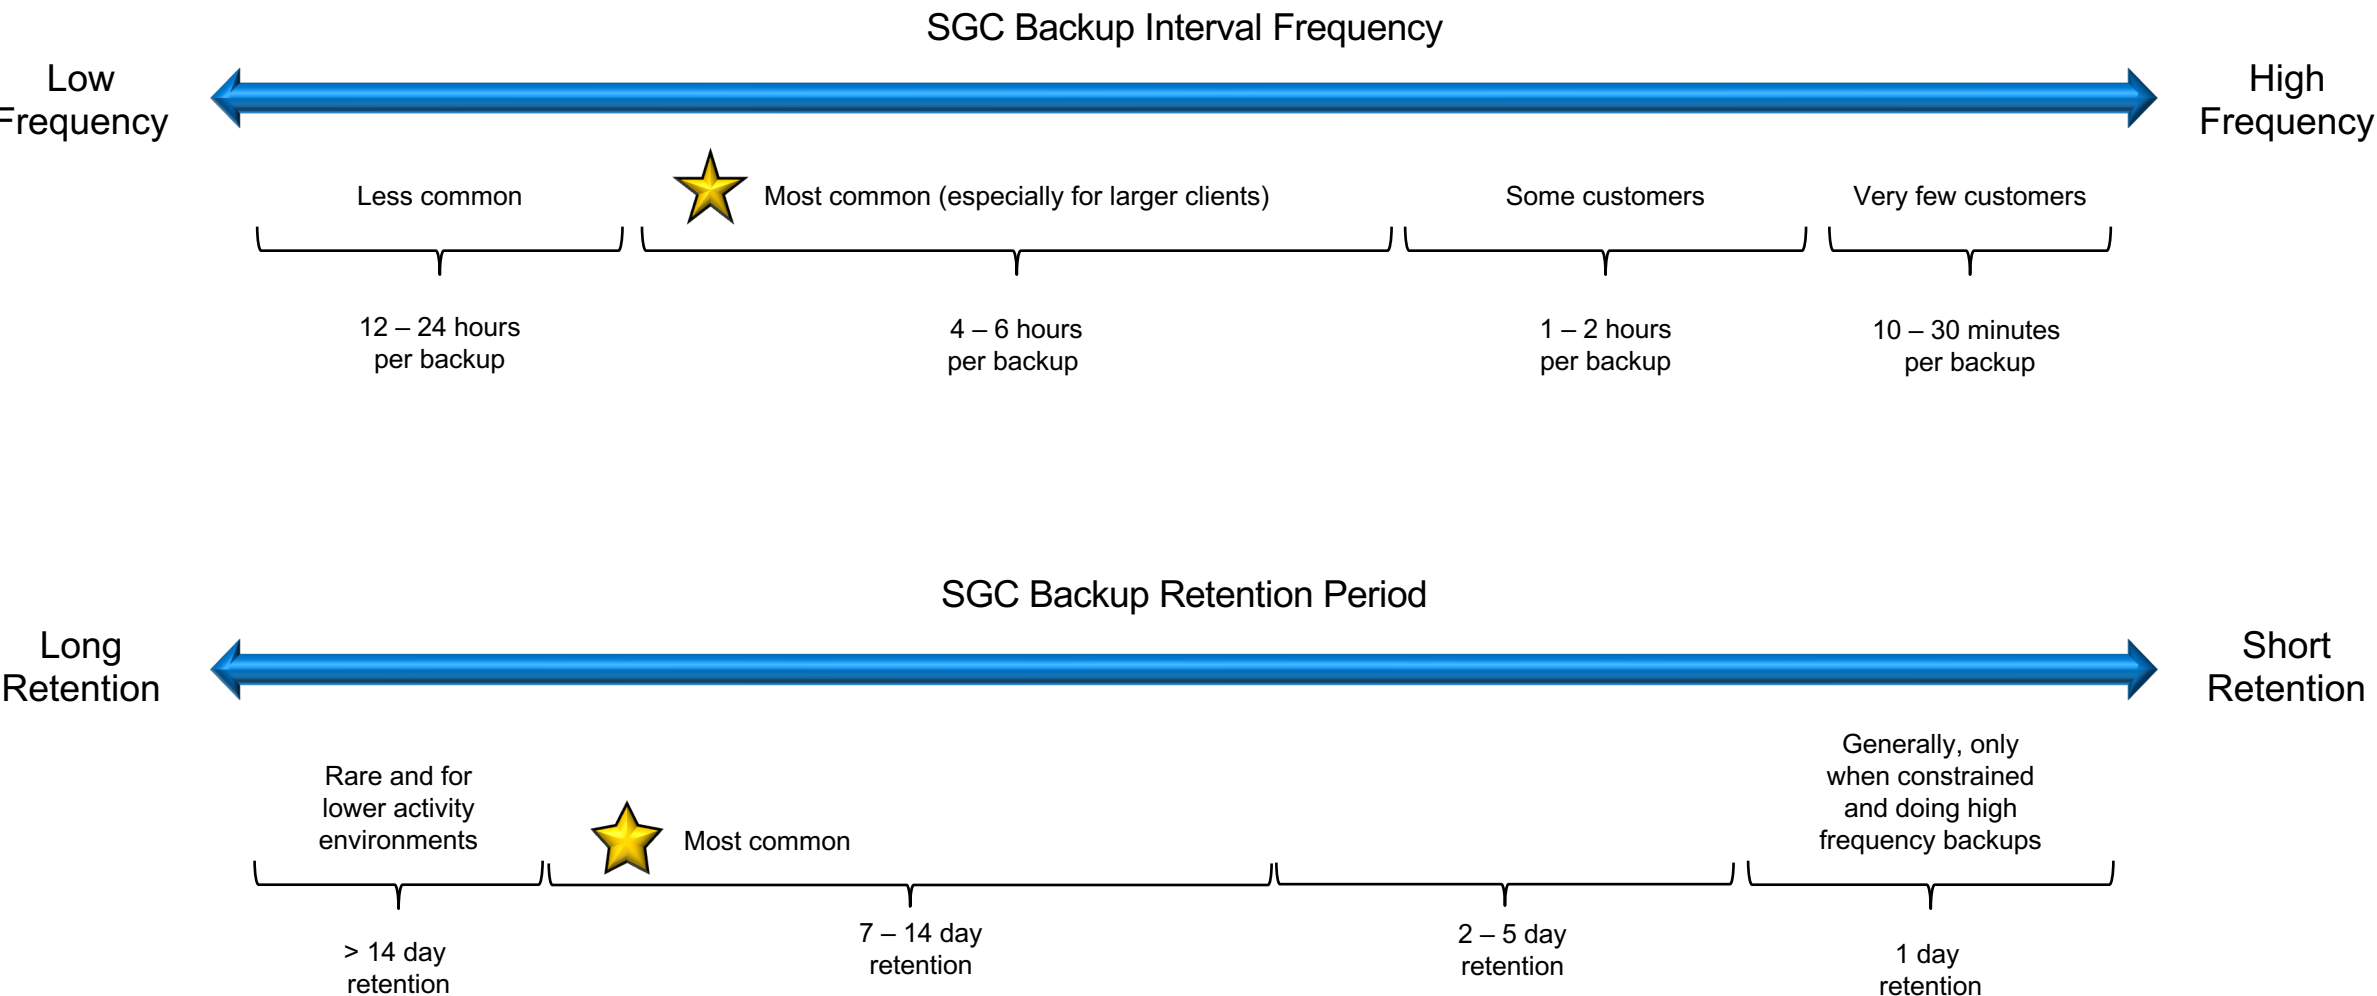 SGC Backup Interval Frequency
Low
Frequency
High
Frequency
Less common
Most common (especially for larger clients)
Some customers
Very few customers
12 – 24 hours
per backup
4 – 6 hours
per backup
1 – 2 hours
per backup
10 – 30 minutes
per backup
SGC Backup Retention Period
Long
Retention
Short
Retention
Rare and for
lower activity
environments
Most common
Generally, only
when constrained
and doing high
frequency backups
> 14 day
retention
7 – 14 day
retention
2 – 5 day
retention
1 day
retention